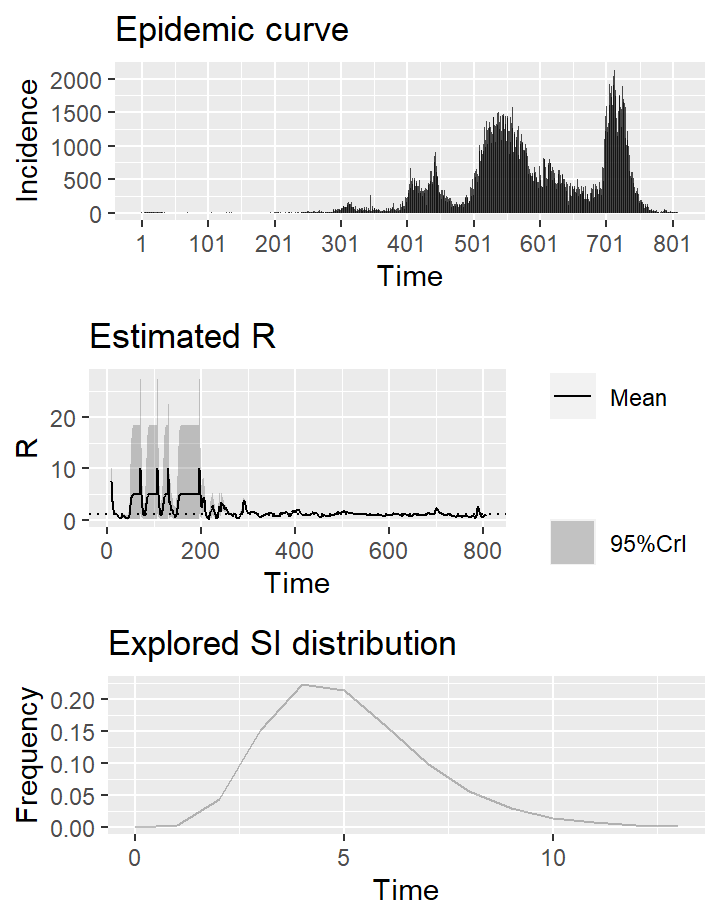 Epidemic curve
Incidence
2000
1500
1000
500
0
1 101 201 301 401 501 601 701 801
Time
Estimated R
R
20
10
0
0 200 400 600 800
Time
Mean
95%CrI
Explored SI distribution
Frequency
0.20
0.15
0.10
0.05
0.00
0 5 10
Time